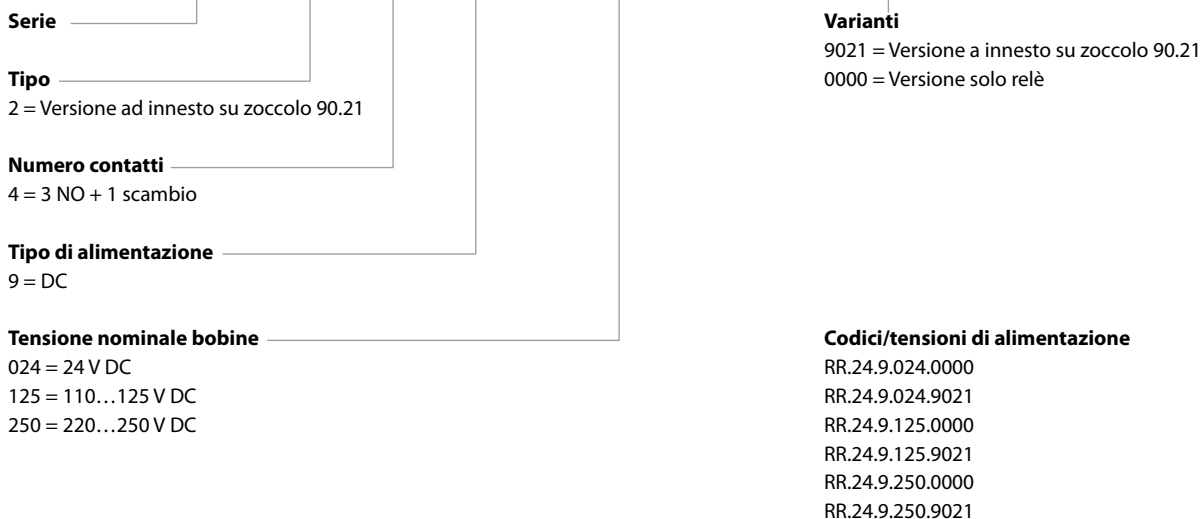 Serie
Tipo
2 = Versione ad innesto su zoccolo 90.21
Numero contatti
4 = 3 NO + 1 scambio
Tipo di alimentazione
9 = DC
Tensione nominale bobine
024 = 24 V DC
125 = 110…125 V DC
250 = 220…250 V DC
Varianti
9021 = Versione a innesto su zoccolo 90.21
0000 = Versione solo relè
Codici/tensioni di alimentazione
RR.24.9.024.0000
RR.24.9.024.9021
RR.24.9.125.0000
RR.24.9.125.9021
RR.24.9.250.0000
RR.24.9.250.9021